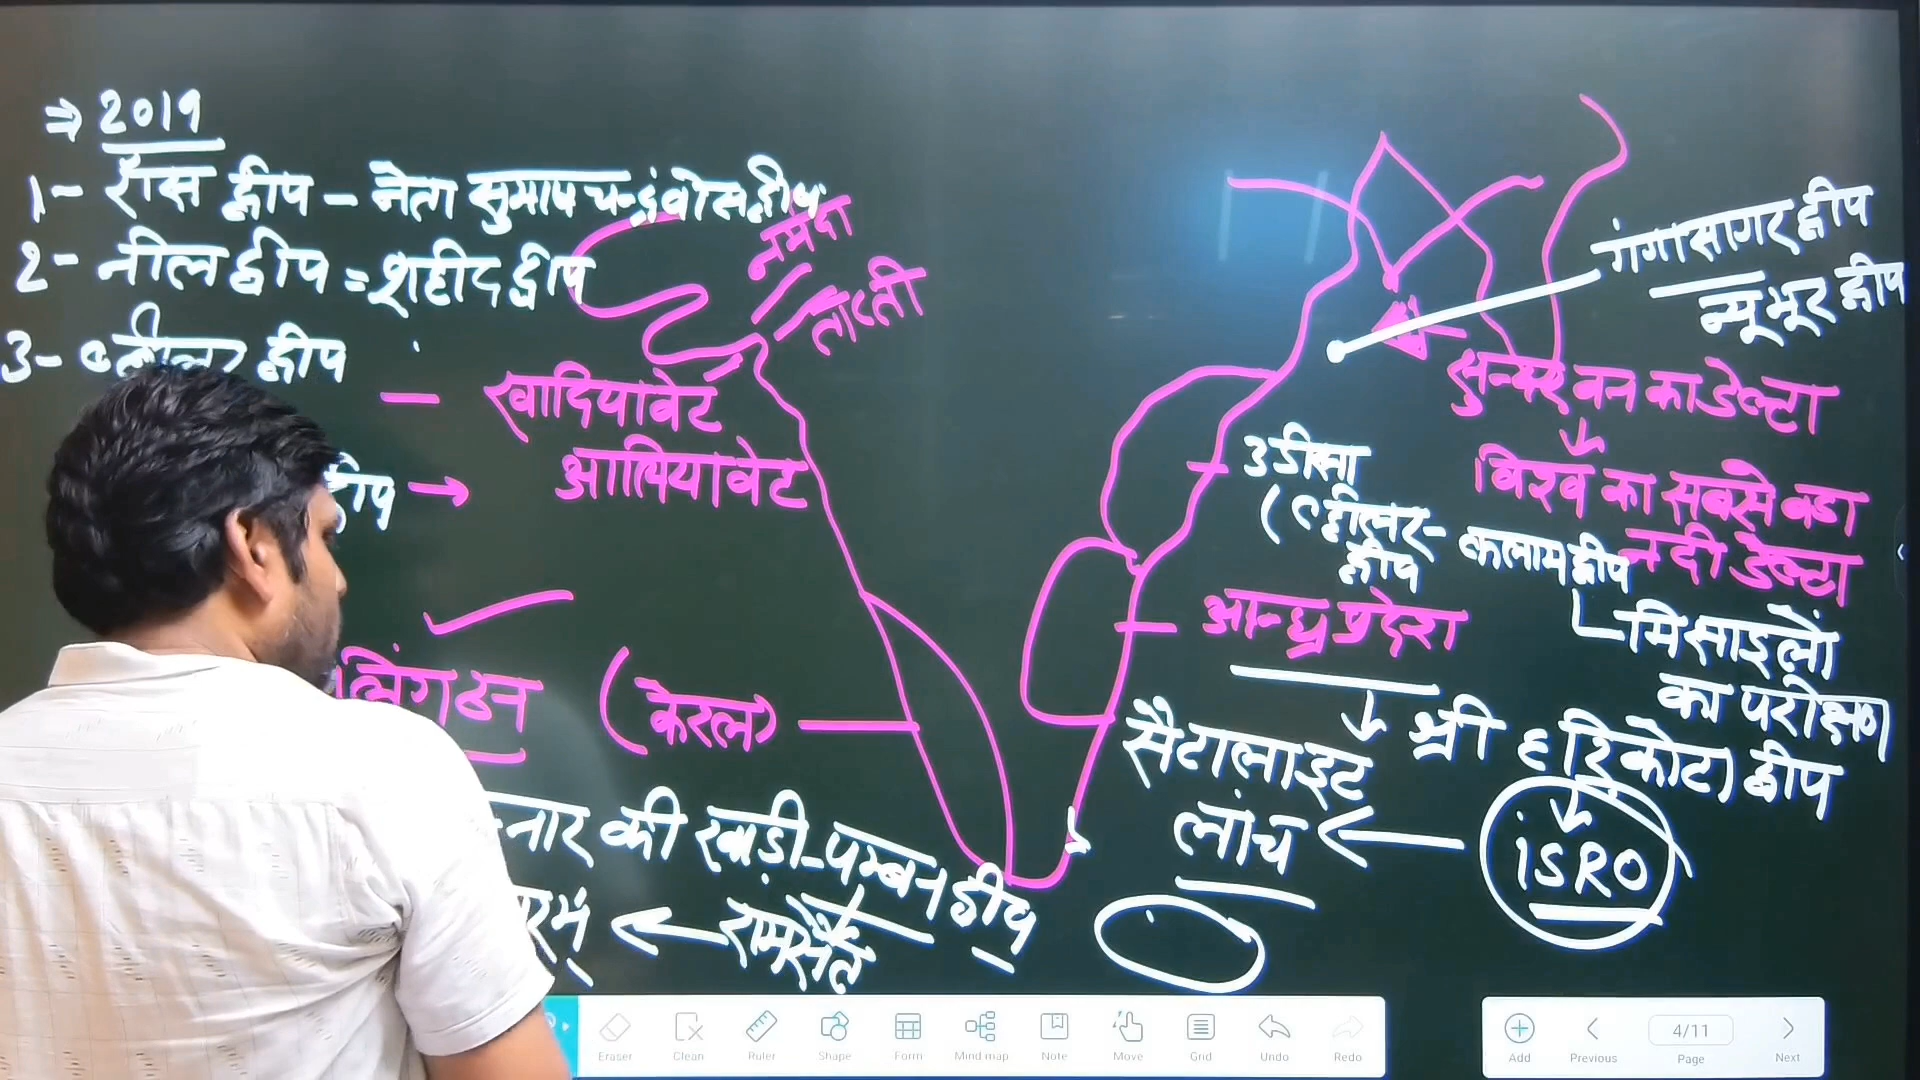 ⇒ 2019
1- रॉस द्वीप - नेता सुभाष चन्द्र बोस द्वीप
2- नील द्वीप = शहीद द्वीप
3- व्हीलर द्वीप
नर्मदा
ताप्ती
- खादियावेट
द्वीप → आलियावेट
(केरल)
नार की खाड़ी - पम्बन द्वीप
रम् ← रामसेतु
गंगासागर द्वीप
न्यूमूर द्वीप
सुन्दर वन का डेल्टा
विश्व का सबसे बडा
नदी डेल्टा
उडीसा
(व्हीलर - कलाम द्वीप
द्वीप
मिसाइलों
का परीक्षण
आन्ध्र प्रदेश
श्री हरिकोटा द्वीप
सैटालाइट
लांच ← iSRO
Eraser Clean Ruler Shape Form Mind map Note Move Grid Undo Redo
Add Previous 4/11 Page Next